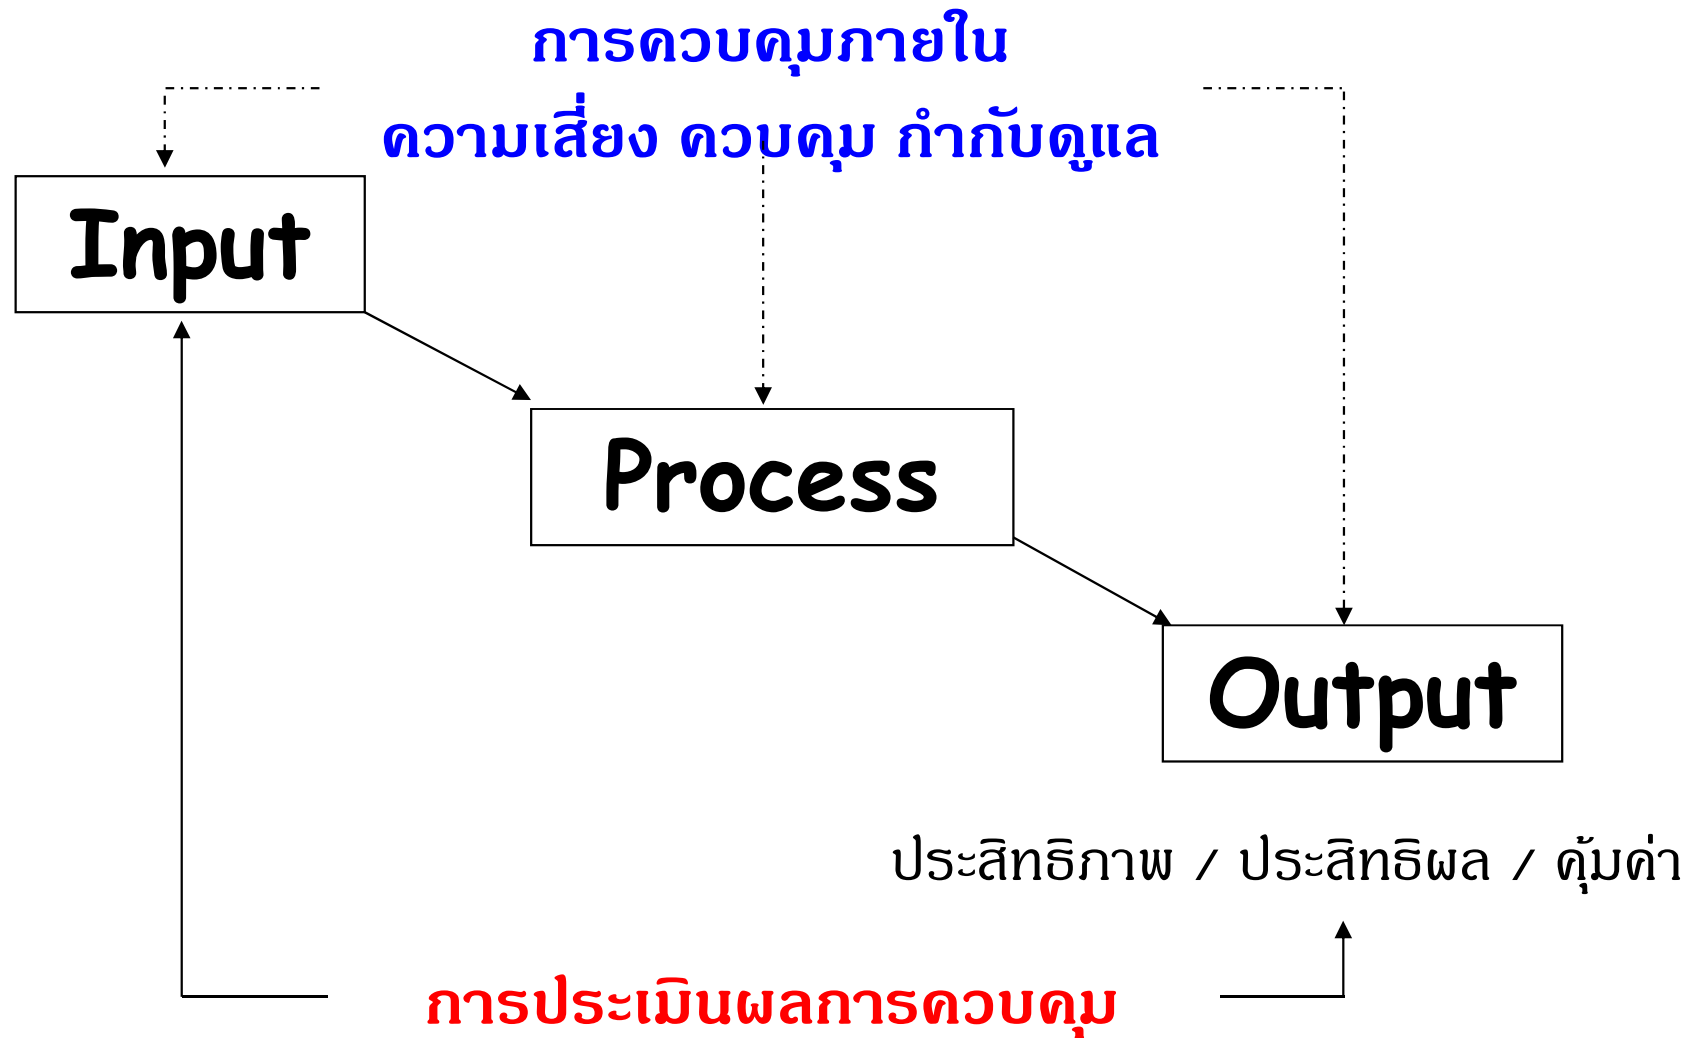 การควบคุมภายใน
ความเสี่ยง ควบคุม กำกับดูแล
Input
Process
Output
ประสิทธิภาพ / ประสิทธิผล / คุ้มค่า
การประเมินผลการควบคุม